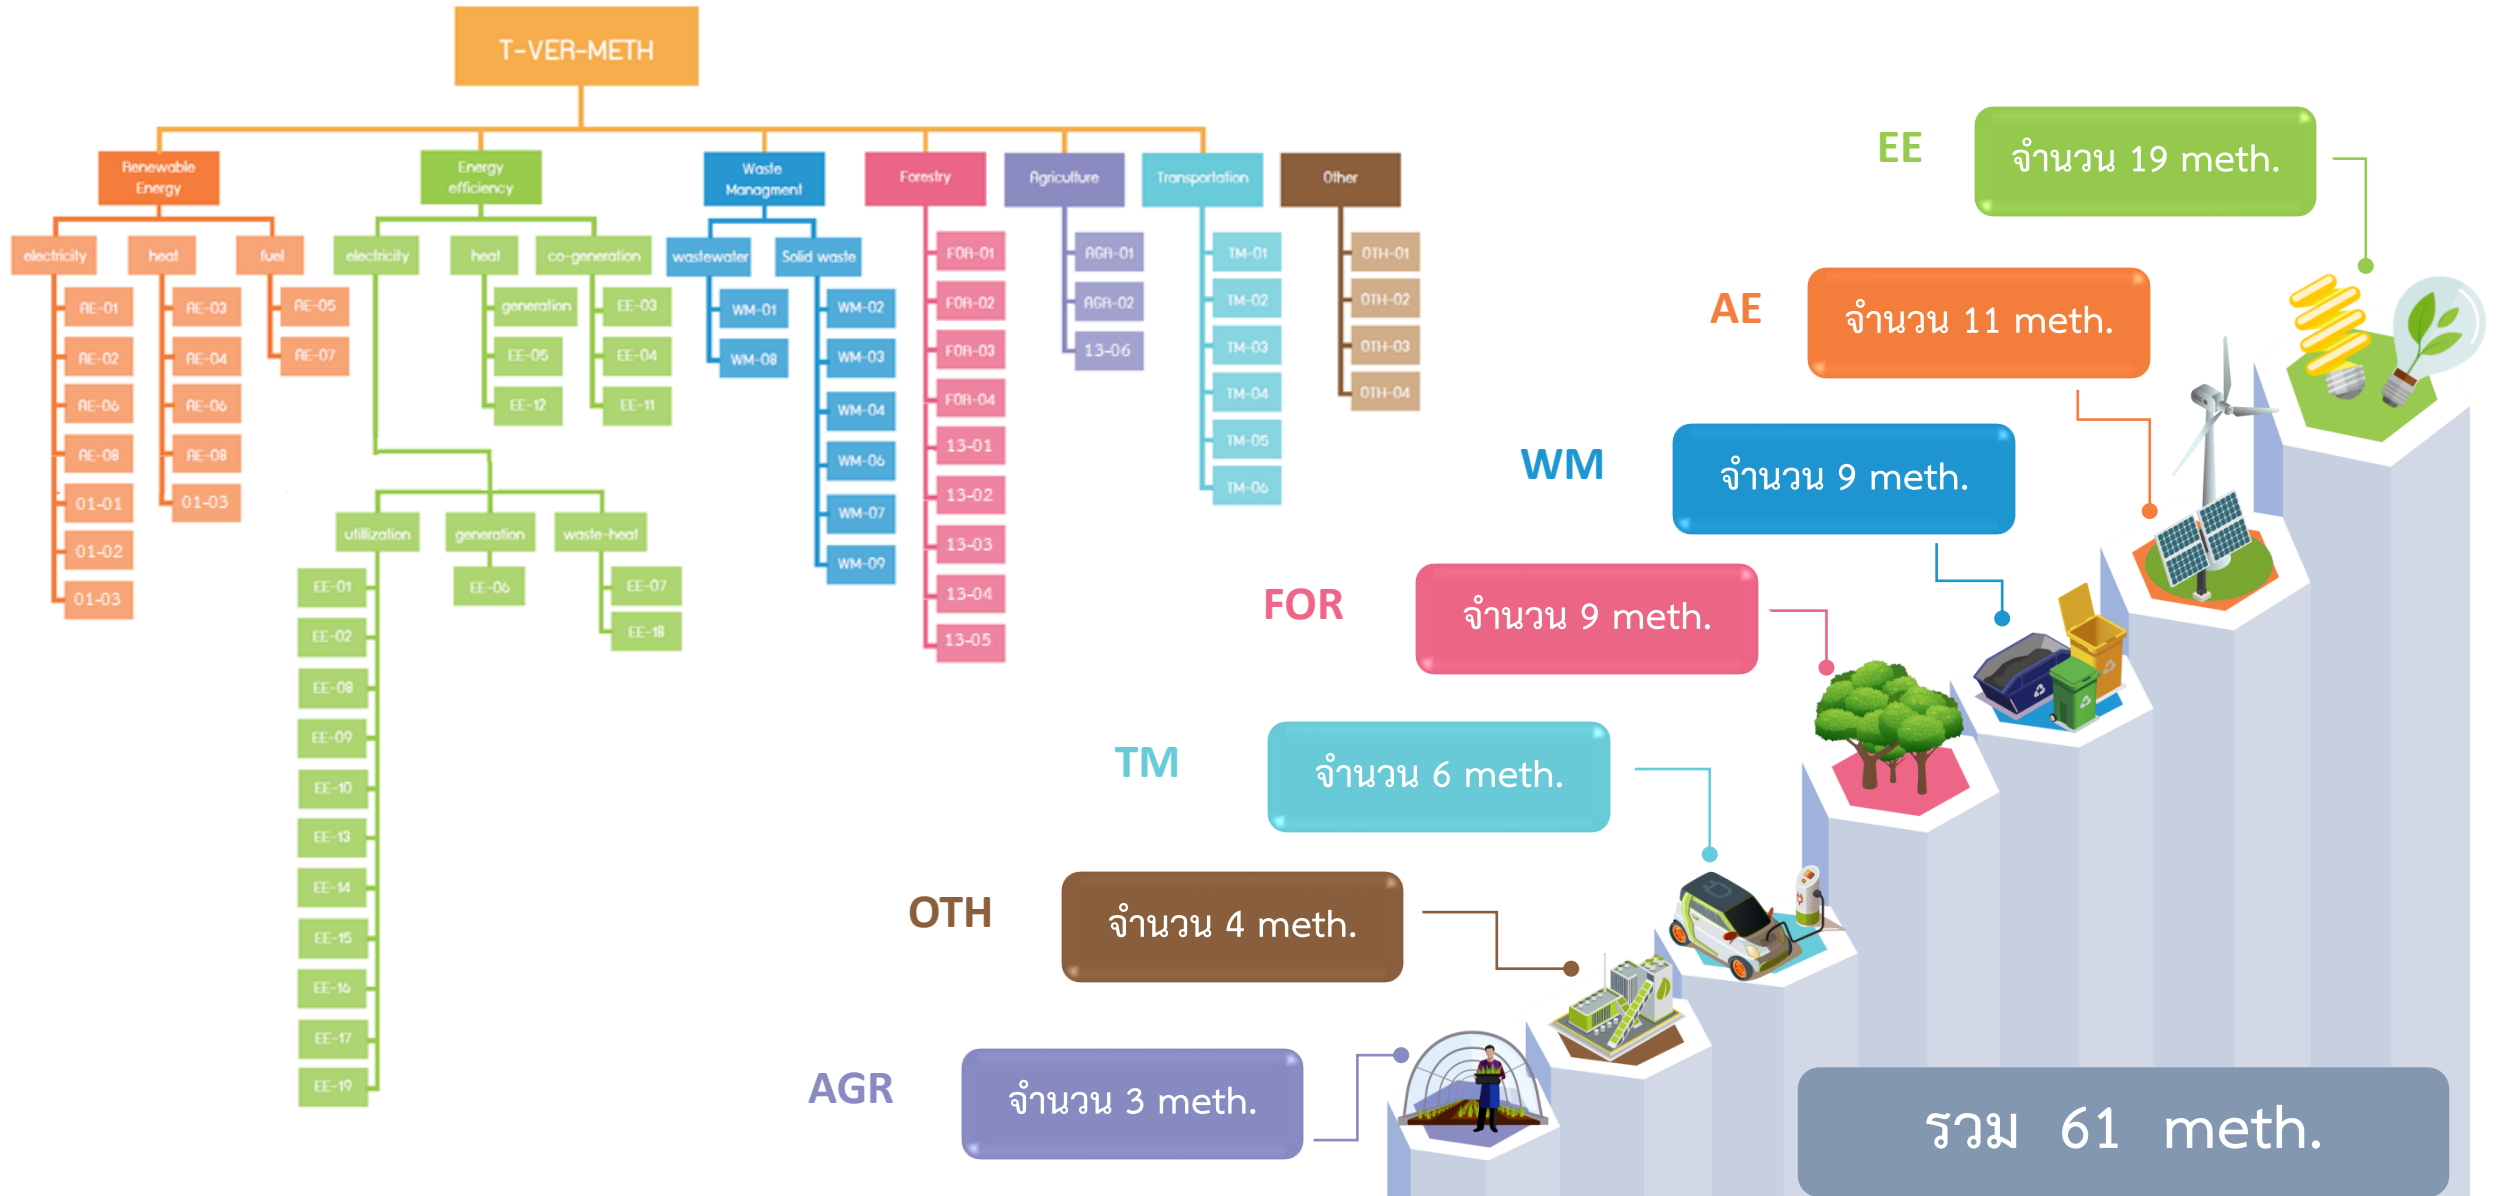 T-VER-METH
Renewable
Energy
electricity
AE-01
AE-02
AE-06
AE-08
01-01
01-02
01-03
heat
AE-03
AE-04
AE-06
AE-08
01-03
fuel
AE-05
AE-07
Energy
efficiency
electricity
utillization
EE-01
EE-02
EE-08
EE-09
EE-10
EE-13
EE-14
EE-15
EE-16
EE-17
EE-19
generation
EE-06
waste-heat
EE-07
EE-18
heat
generation
EE-05
EE-12
co-generation
EE-03
EE-04
EE-11
Waste
Managment
wastewater
WM-01
WM-08
Solid waste
WM-02
WM-03
WM-04
WM-06
WM-07
WM-09
Forestry
FOR-01
FOR-02
FOR-03
FOR-04
13-01
13-02
13-03
13-04
13-05
Agriculture
AGR-01
AGR-02
13-06
Transportation
TM-01
TM-02
TM-03
TM-04
TM-05
TM-06
Other
OTH-01
OTH-02
OTH-03
OTH-04
EE
จำนวน 19 meth.
AE
จำนวน 11 meth.
WM
จำนวน 9 meth.
FOR
จำนวน 9 meth.
TM
จำนวน 6 meth.
OTH
จำนวน 4 meth.
AGR
จำนวน 3 meth.
รวม 61 meth.